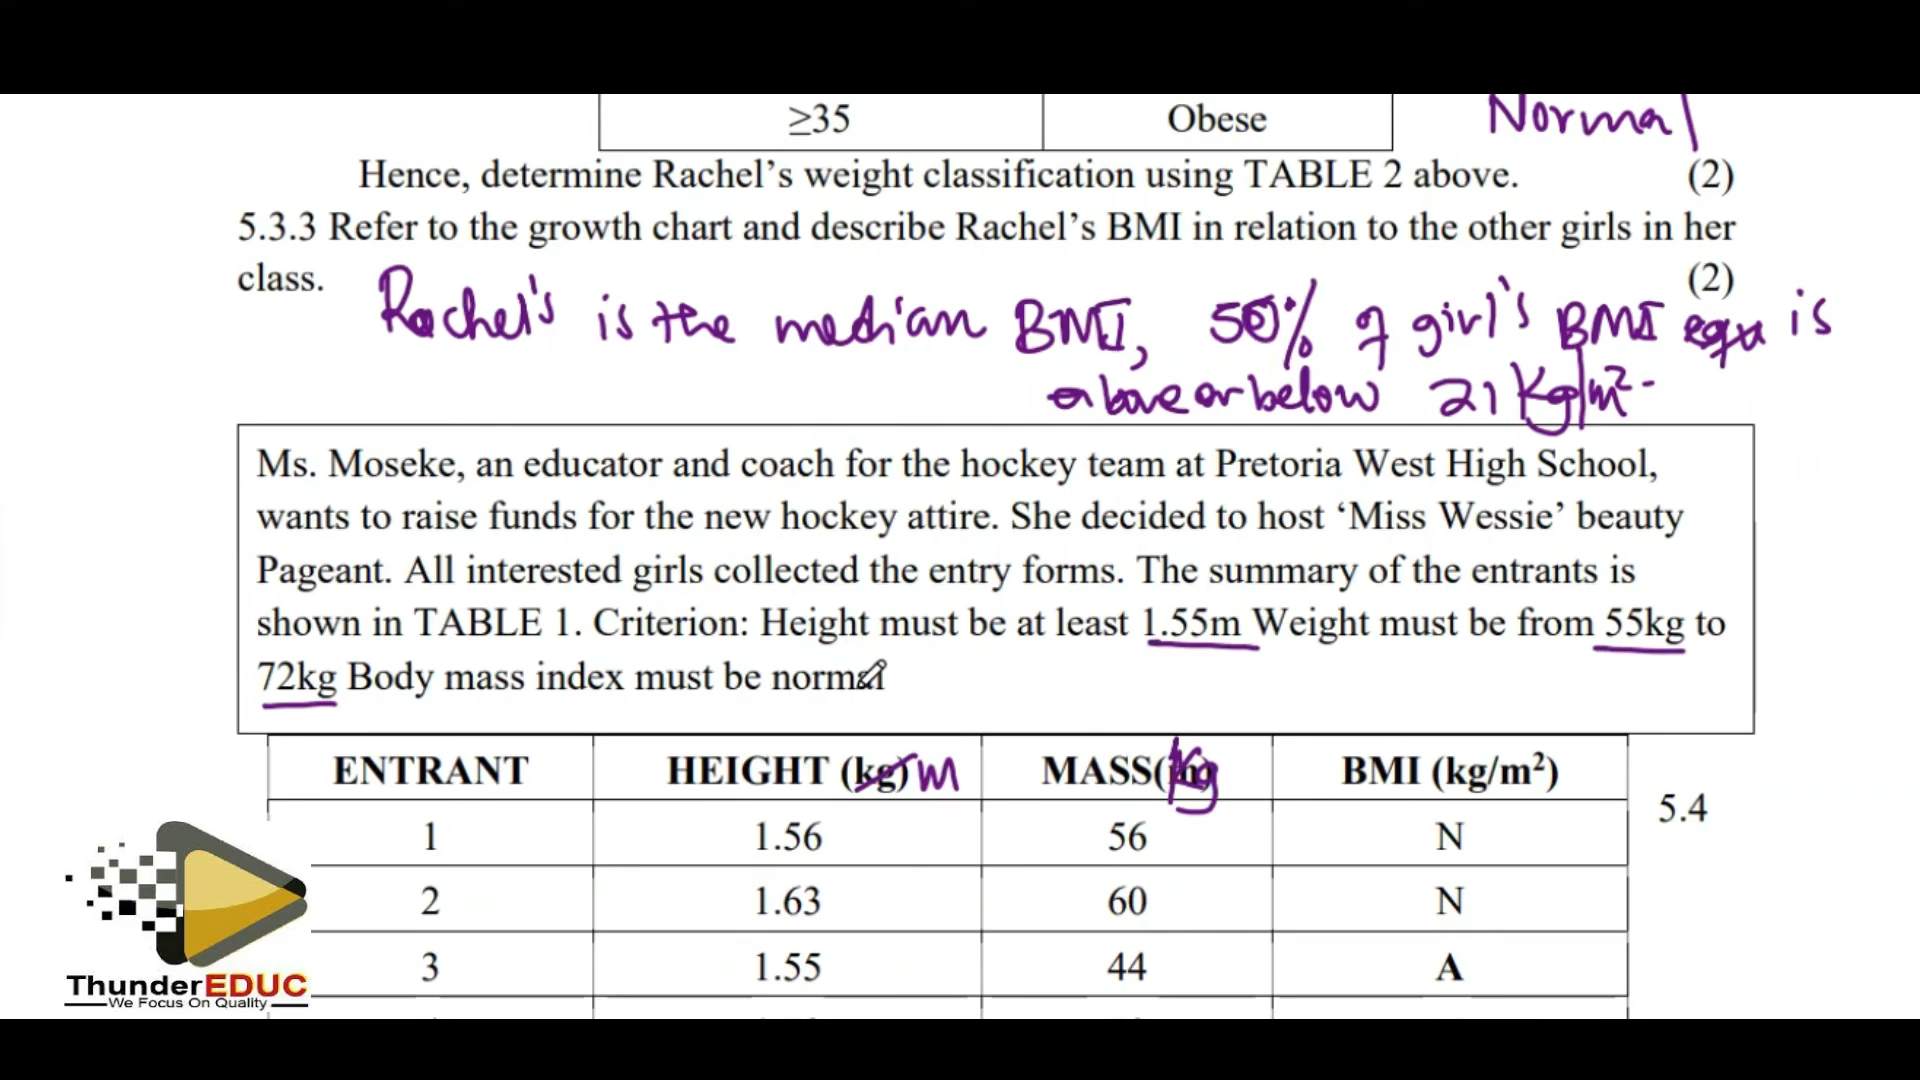 ≥35 Obese Normal
Hence, determine Rachel's weight classification using TABLE 2 above. (2)
5.3.3 Refer to the growth chart and describe Rachel's BMI in relation to the other girls in her
class. (2)
Rachel's is the median BMI, 50% of girl's BMI equ is
above or below 21 Kg/m²
Ms. Moseke, an educator and coach for the hockey team at Pretoria West High School,
wants to raise funds for the new hockey attire. She decided to host 'Miss Wessie' beauty
Pageant. All interested girls collected the entry forms. The summary of the entrants is
shown in TABLE 1. Criterion: Height must be at least 1.55m Weight must be from 55kg to
72kg Body mass index must be normal
ENTRANT HEIGHT (kg) m MASS( Kg BMI (kg/m²)
5.4
1 1.56 56 N
2 1.63 60 N
3 1.55 44 A
ThunderEDUC
We Focus On Quality